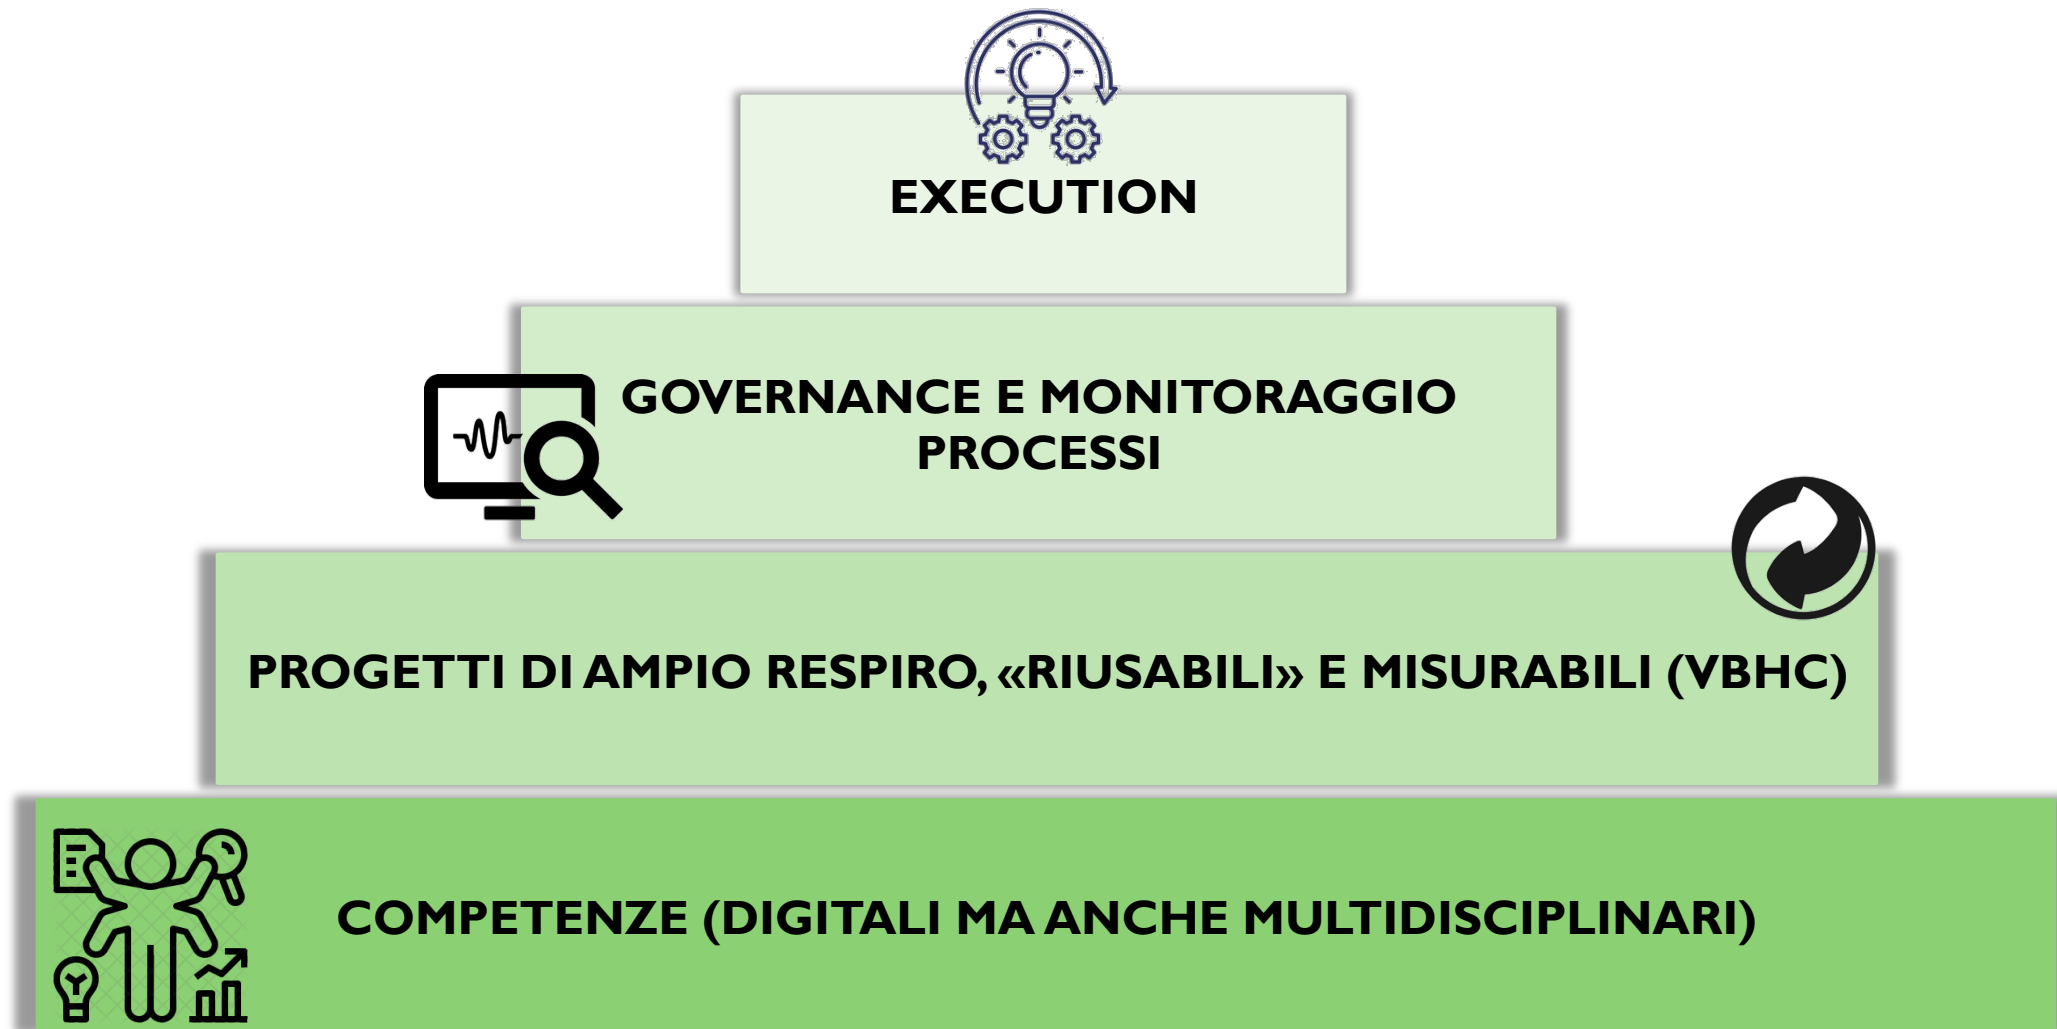 EXECUTION
GOVERNANCE E MONITORAGGIO
PROCESSI
PROGETTI DI AMPIO RESPIRO, «RIUSABILI» E MISURABILI (VBHC)
COMPETENZE (DIGITALI MA ANCHE MULTIDISCIPLINARI)